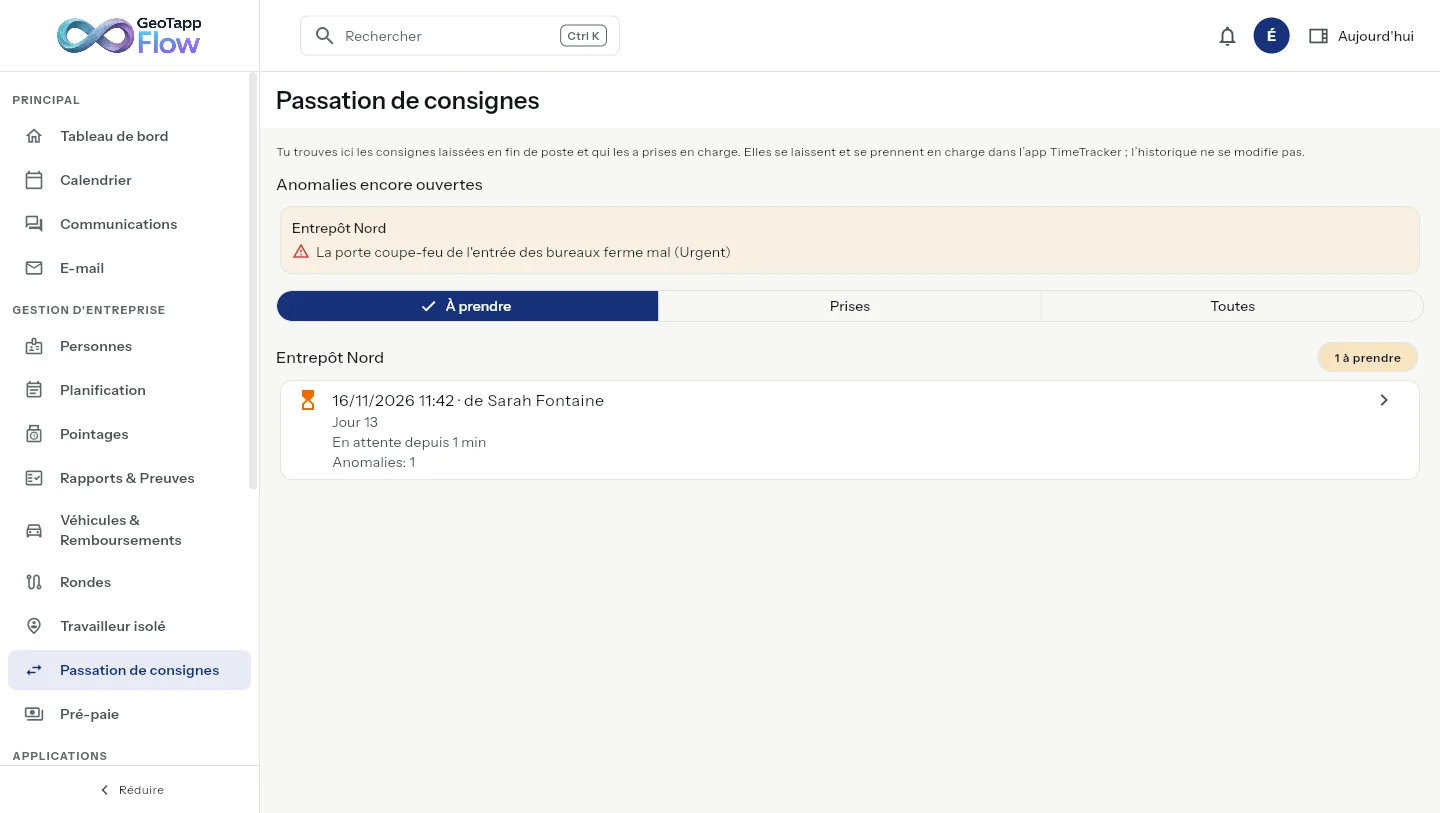 GeoTapp
Flow
Rechercher
Ctrl K
É
Aujourd'hui
PRINCIPAL
Tableau de bord
Calendrier
Communications
E-mail
GESTION D'ENTREPRISE
Personnes
Planification
Pointages
Rapports & Preuves
Véhicules &
Remboursements
Rondes
Travailleur isolé
Passation de consignes
Pré-paie
APPLICATIONS
Réduire
Passation de consignes
Tu trouves ici les consignes laissées en fin de poste et qui les a prises en charge. Elles se laissent et se prennent en charge dans l’app TimeTracker ; l’historique ne se modifie pas.
Anomalies encore ouvertes
Entrepôt Nord
La porte coupe-feu de l'entrée des bureaux ferme mal (Urgent)
À prendre
Prises
Toutes
Entrepôt Nord
1 à prendre
16/11/2026 11:42 · de Sarah Fontaine
Jour 13
En attente depuis 1 min
Anomalies: 1